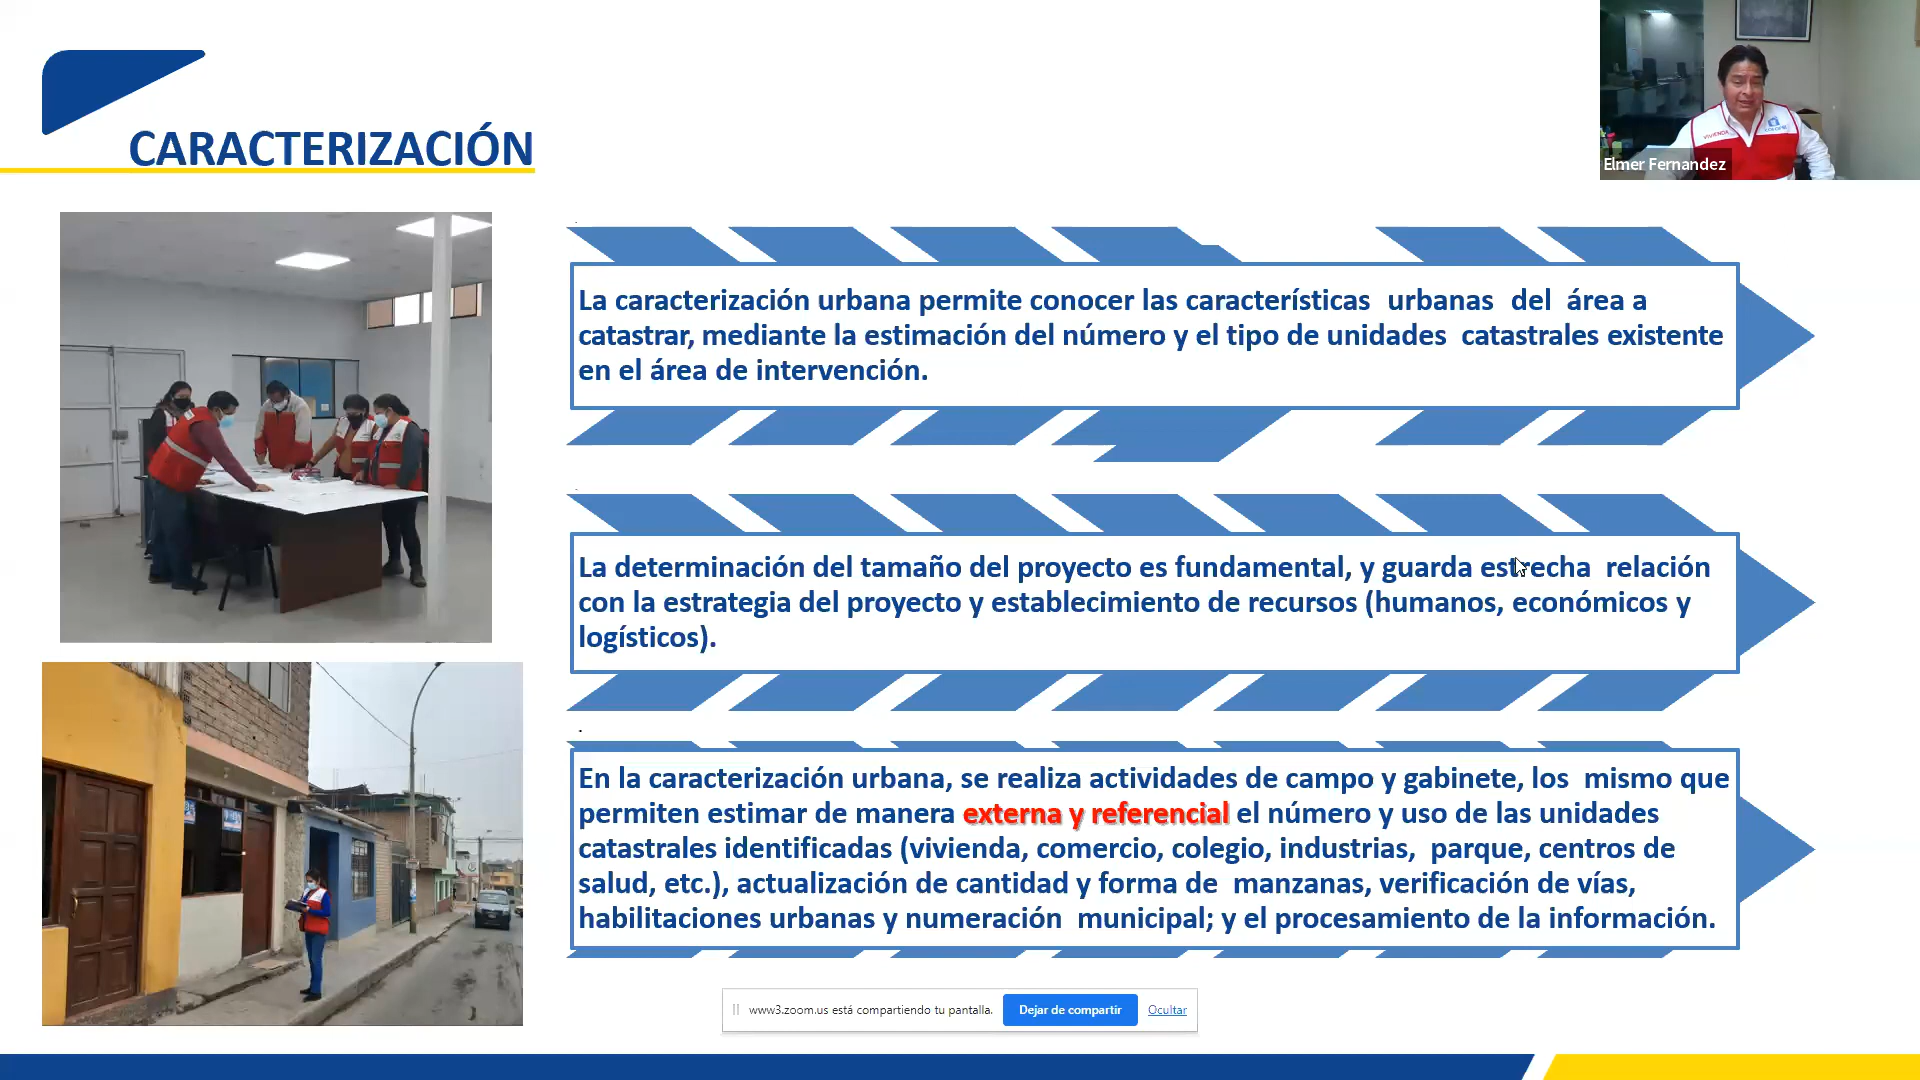 CARACTERIZACIÓN
VIVIENDA
Elmer Fernandez
La caracterización urbana permite conocer las características urbanas del área a
catastrar, mediante la estimación del número y el tipo de unidades catastrales existente
en el área de intervención.
La determinación del tamaño del proyecto es fundamental, y guarda estrecha relación
con la estrategia del proyecto y establecimiento de recursos (humanos, económicos y
logísticos).
En la caracterización urbana, se realiza actividades de campo y gabinete, los mismo que
permiten estimar de manera externa y referencial el número y uso de las unidades
catastrales identificadas (vivienda, comercio, colegio, industrias, parque, centros de
salud, etc.), actualización de cantidad y forma de manzanas, verificación de vías,
habilitaciones urbanas y numeración municipal; y el procesamiento de la información.
www3.zoom.us está compartiendo tu pantalla. Dejar de compartir Ocultar